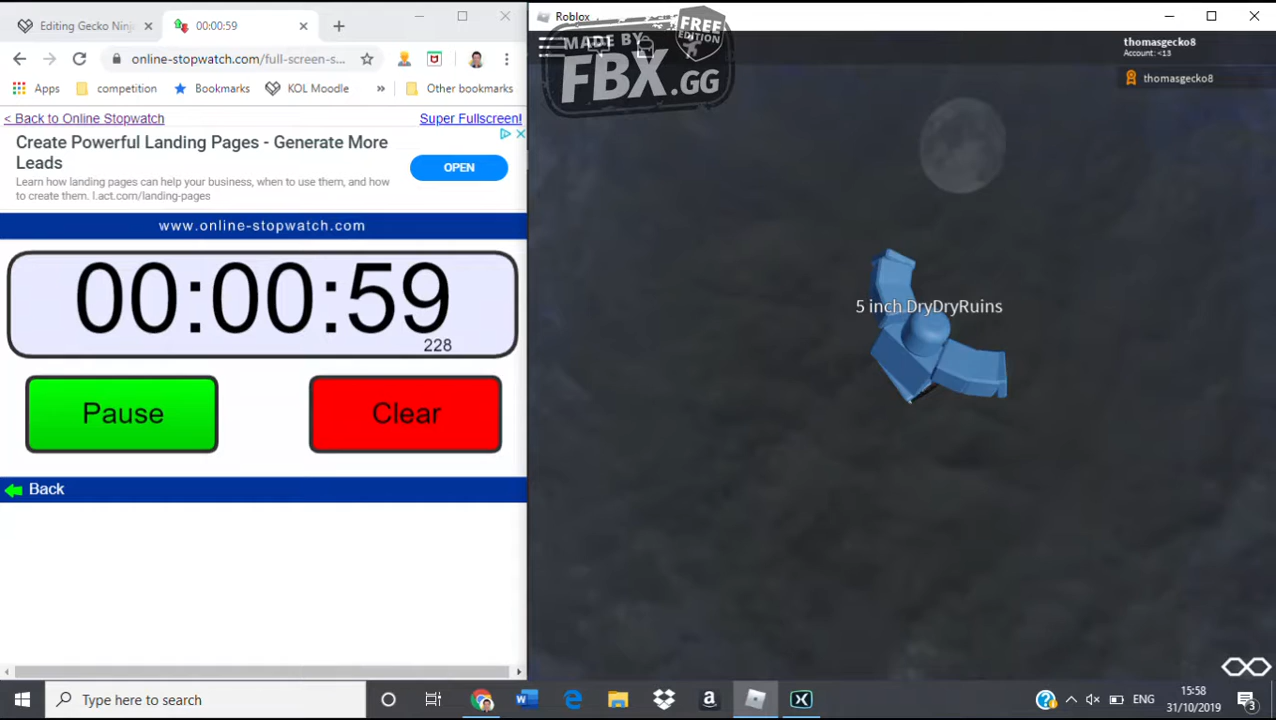 Editing Gecko Ninj
00:00:59
online-stopwatch.com/full-screen-s...
Apps
competition
Bookmarks
KOL Moodle
»
Other bookmarks
< Back to Online Stopwatch
Super Fullscreen!
Create Powerful Landing Pages - Generate More
Leads
OPEN
Learn how landing pages can help your business, when to use them, and how
to create them. l.act.com/landing-pages
www.online-stopwatch.com
00:00:59
228
Pause
Clear
Back
Roblox
MADE BY
FREE
EDITION
FBX.GG
thomasgecko8
Account: <13
thomasgecko8
5 inch DryDryRuins
Type here to search
ENG
15:58
31/10/2019
3